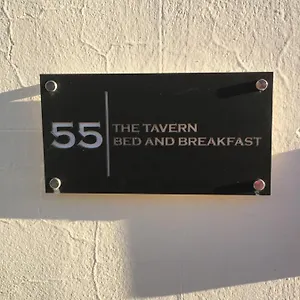 55
THE TAVERN
BED AND BREAKFAST